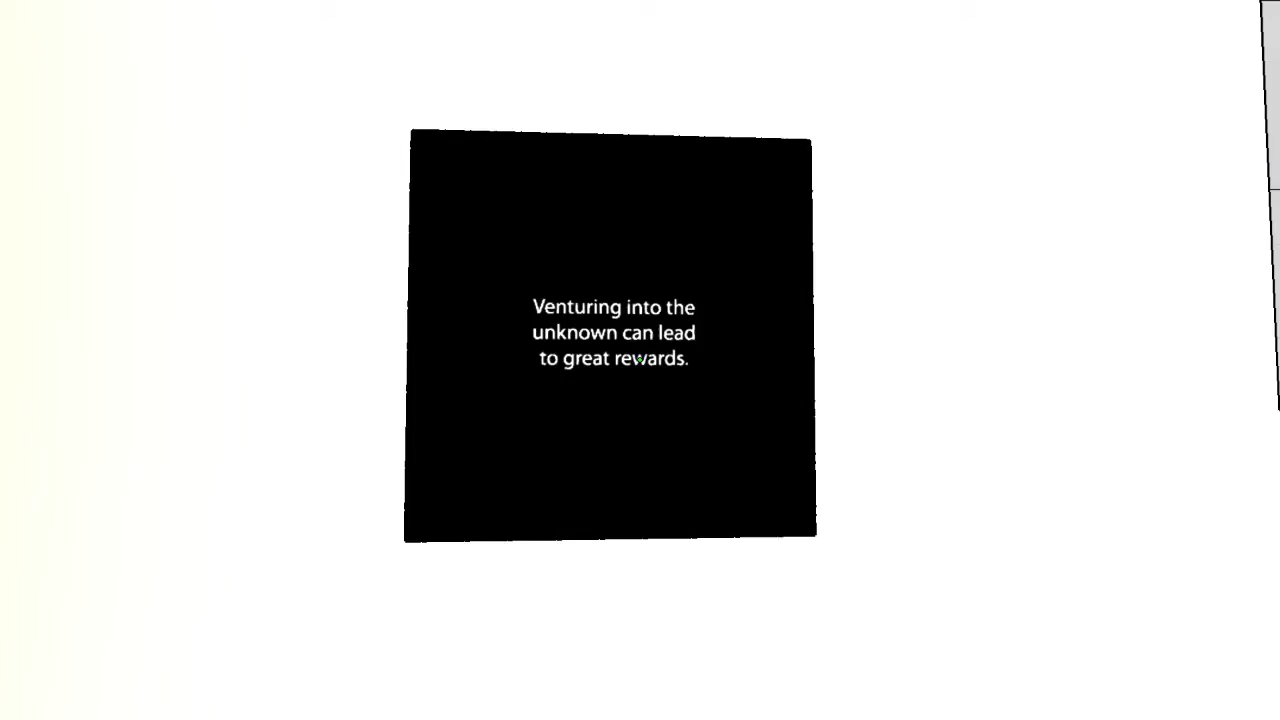 Venturing into the
unknown can lead
to great rewards.